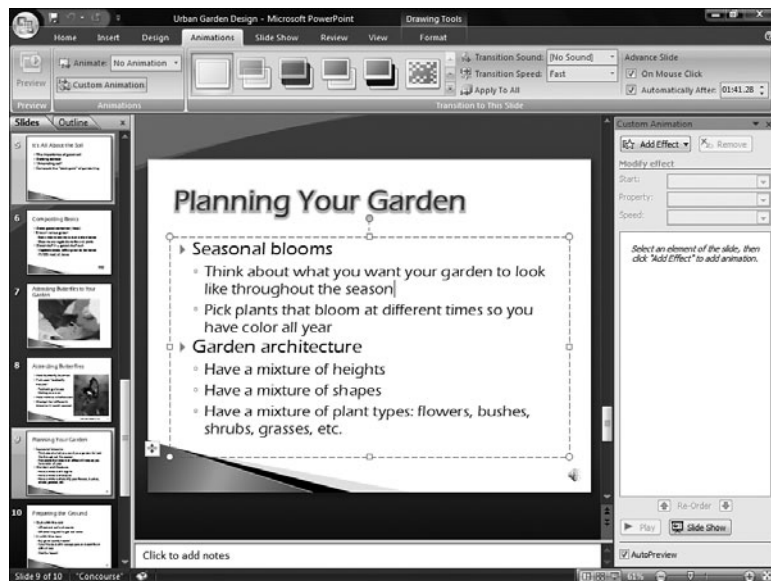 Urban Garden Design - Microsoft PowerPoint
Drawing Tools
Home Insert Design Animations Slide Show Review View Format
Preview
Animate: No Animation
Custom Animation
Transition Sound: [No Sound]
Transition Speed: Fast
Apply To All
Advance Slide
On Mouse Click
Automatically After: 01:41.28
Preview Animations Transition to This Slide
Slides Outline
It's All About the Soil
6
Composting Basics
7
Attracting Butterflies to Your
Garden
8
Attracting Butterflies
9
Planning Your Garden
10
Preparing the Ground
Planning Your Garden
Seasonal blooms
Think about what you want your garden to look
like throughout the season
Pick plants that bloom at different times so you
have color all year
Garden architecture
Have a mixture of heights
Have a mixture of shapes
Have a mixture of plant types: flowers, bushes,
shrubs, grasses, etc.
Click to add notes
Custom Animation
Add Effect Remove
Modify effect
Start:
Property:
Speed:
Select an element of the slide, then
click "Add Effect" to add animation.
Re-Order
Play Slide Show
AutoPreview
Slide 9 of 10 "Concourse" 61%